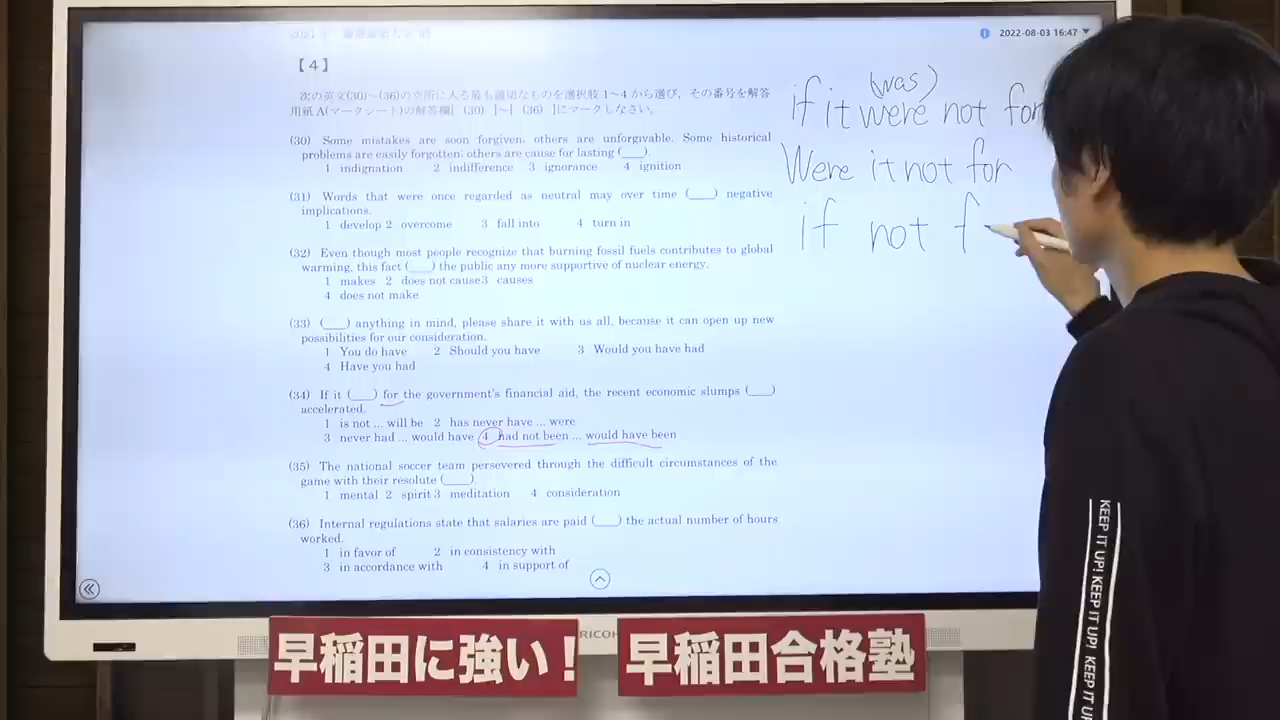 2022-08-03 16:47
【4】
次の英文(30)~(36)の空所に入る最も適切なものを選択肢 1~4 から選び，その番号を解答
用紙 A(マークシート)の解答欄[ (30) ]~[ (36) ]にマークしなさい。
(30) Some mistakes are soon forgiven; others are unforgivable. Some historical
problems are easily forgotten; others are cause for lasting (___).
1 indignation 2 indifference 3 ignorance 4 ignition
(31) Words that were once regarded as neutral may over time (___) negative
implications.
1 develop 2 overcome 3 fall into 4 turn in
(32) Even though most people recognize that burning fossil fuels contributes to global
warming, this fact (___) the public any more supportive of nuclear energy.
1 makes 2 does not cause 3 causes
4 does not make
(33) (___) anything in mind, please share it with us all, because it can open up new
possibilities for our consideration.
1 You do have 2 Should you have 3 Would you have had
4 Have you had
(34) If it (___) for the government's financial aid, the recent economic slumps (___)
accelerated.
1 is not ... will be 2 has never have ... were
3 never had ... would have 4 had not been ... would have been
(35) The national soccer team persevered through the difficult circumstances of the
game with their resolute (___).
1 mental 2 spirit 3 meditation 4 consideration
(36) Internal regulations state that salaries are paid (___) the actual number of hours
worked.
1 in favor of 2 in consistency with
3 in accordance with 4 in support of
(was)
if it were not for
Were it not for
if not f
RICOH
早稲田に強い！
早稲田合格塾
KEEP IT UP! KEEP IT UP! KEEP IT UP